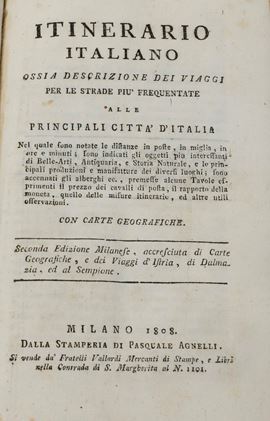 ITINERARIO
ITALIANO
OSSIA DESCRIZIONE DEI VIAGGI
PER LE STRADE PIU' FREQUENTATE
ALLE
PRINCIPALI CITTA' D'ITALIA
Nel quale sono notate le distanze in poste, in miglia, in
ore e minuti; sono indicati gli oggetti più interessanti
di Belle-Arti, Antiquaria, e Storia Naturale, e le prin-
cipali produzioni e manifatture dei diversi luoghi; sono
accennati gli alberghi ec. premesse alcune Tavole es-
primenti il prezzo dei cavalli di posta, il rapporto delle
moneta, quello delle misure itinerarie, ed altre utili
osservazioni.
CON CARTE GEOGRAFICHE.
Seconda Edizione Milanese, accresciuta di Carte
Geografiche, e dei Viaggi d'Istria, di Dalma-
zia, ed al Sempione.
MILANO 1808.
DALLA STAMPERIA DI PASQUALE AGNELLI.
Si vende da' Fratelli Vallardi Mercanti di Stampe, e Libri
nella Contrada di S. Margherita al N. 1101.